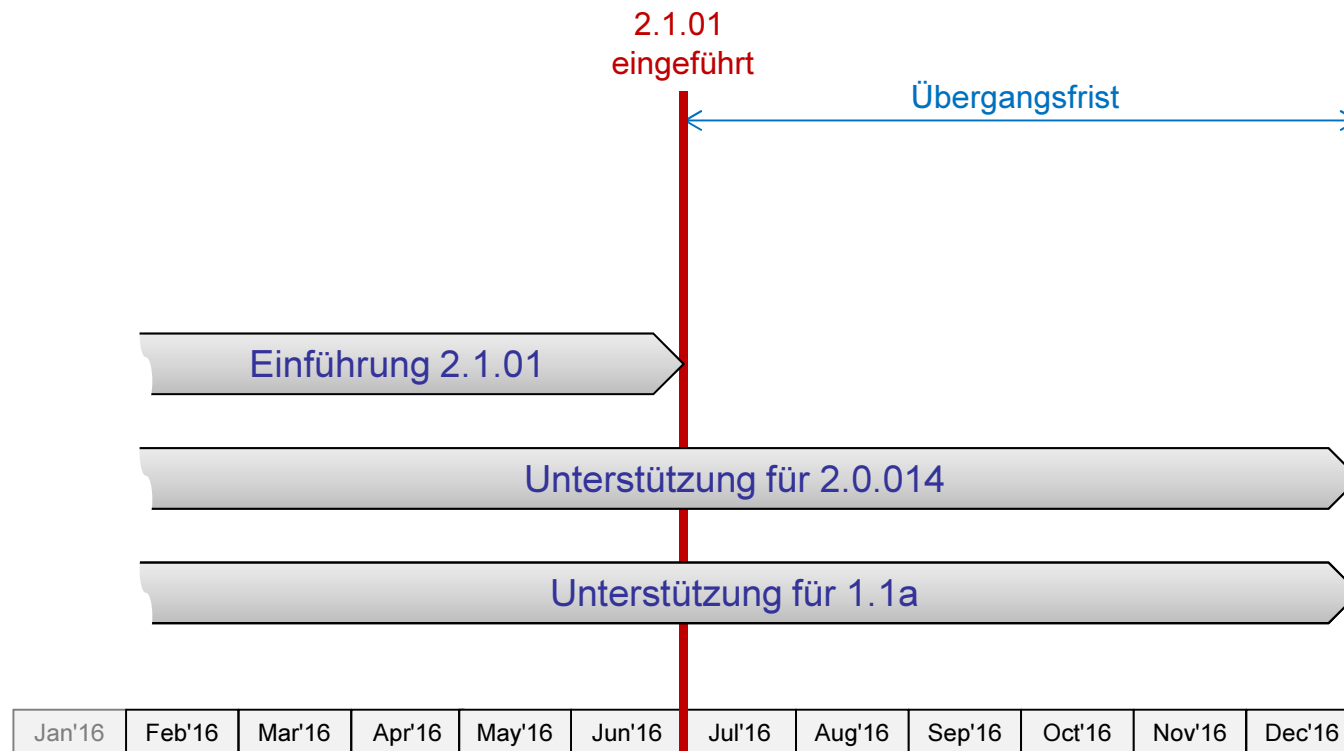 2.1.01
eingeführt
Übergangsfrist
Einführung 2.1.01
Unterstützung für 2.0.014
Unterstützung für 1.1a
Jan'16 Feb'16 Mar'16 Apr'16 May'16 Jun'16 Jul'16 Aug'16 Sep'16 Oct'16 Nov'16 Dec'16